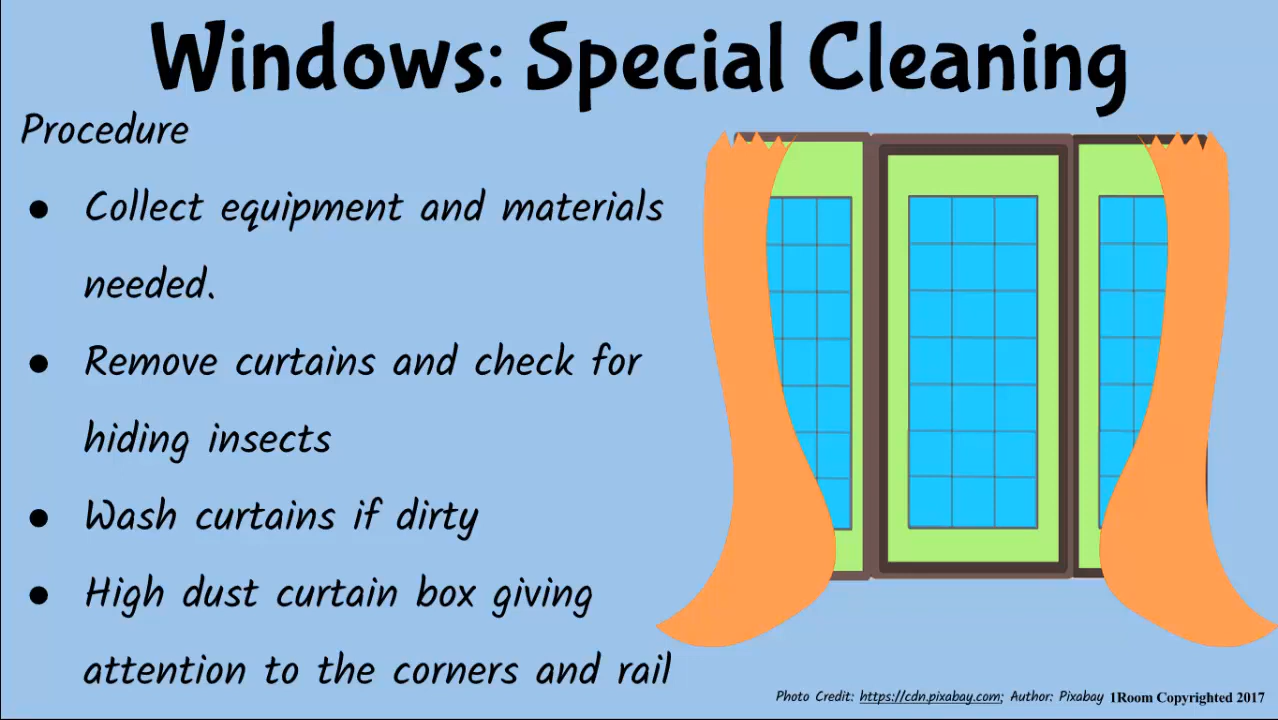 Windows: Special Cleaning
Procedure
● Collect equipment and materials
needed.
● Remove curtains and check for
hiding insects
● Wash curtains if dirty
● High dust curtain box giving
attention to the corners and rail
Photo Credit: https://cdn.pixabay.com; Author: Pixabay 1Room Copyrighted 2017